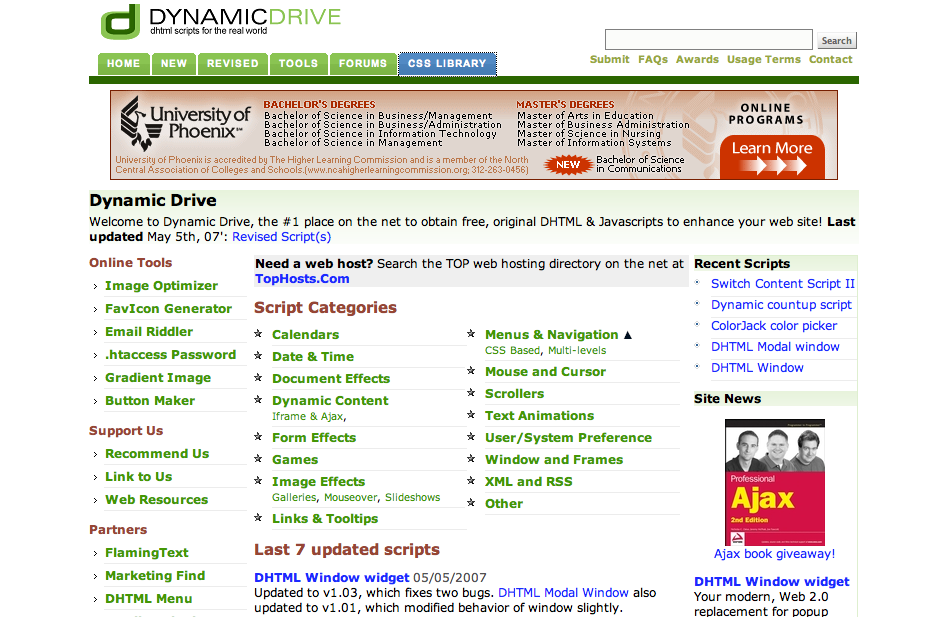 DYNAMICDRIVE
dhtml scripts for the real world
Search
HOME NEW REVISED TOOLS FORUMS CSS LIBRARY
Submit FAQs Awards Usage Terms Contact
University of Phoenix
BACHELOR'S DEGREES
Bachelor of Science in Business/Management
Bachelor of Science in Business/Administration
Bachelor of Science in Information Technology
Bachelor of Science in Management
MASTER'S DEGREES
Master of Arts in Education
Master of Business Administration
Master of Science in Nursing
Master of Information Systems
NEW Bachelor of Science
in Communications
ONLINE
PROGRAMS
Learn More
University of Phoenix is accredited by The Higher Learning Commission and is a member of the North
Central Association of Colleges and Schools.(www.ncahigherlearningcommission.org; 312-263-0456)
Dynamic Drive
Welcome to Dynamic Drive, the #1 place on the net to obtain free, original DHTML & Javascripts to enhance your web site! Last
updated May 5th, 07': Revised Script(s)
Online Tools
Image Optimizer
FavIcon Generator
Email Riddler
.htaccess Password
Gradient Image
Button Maker
Support Us
Recommend Us
Link to Us
Web Resources
Partners
FlamingText
Marketing Find
DHTML Menu
Need a web host? Search the TOP web hosting directory on the net at
TopHosts.Com
Script Categories
Calendars
Date & Time
Document Effects
Dynamic Content
Iframe & Ajax,
Form Effects
Games
Image Effects
Galleries, Mouseover, Slideshows
Links & Tooltips
Menus & Navigation ▲
CSS Based, Multi-levels
Mouse and Cursor
Scrollers
Text Animations
User/System Preference
Window and Frames
XML and RSS
Other
Last 7 updated scripts
DHTML Window widget 05/05/2007
Updated to v1.03, which fixes two bugs. DHTML Modal Window also
updated to v1.01, which modified behavior of window slightly.
Recent Scripts
Switch Content Script II
Dynamic countup script
ColorJack color picker
DHTML Modal window
DHTML Window
Site News
Professional
Ajax
2nd Edition
Ajax book giveaway!
DHTML Window widget
Your modern, Web 2.0
replacement for popup